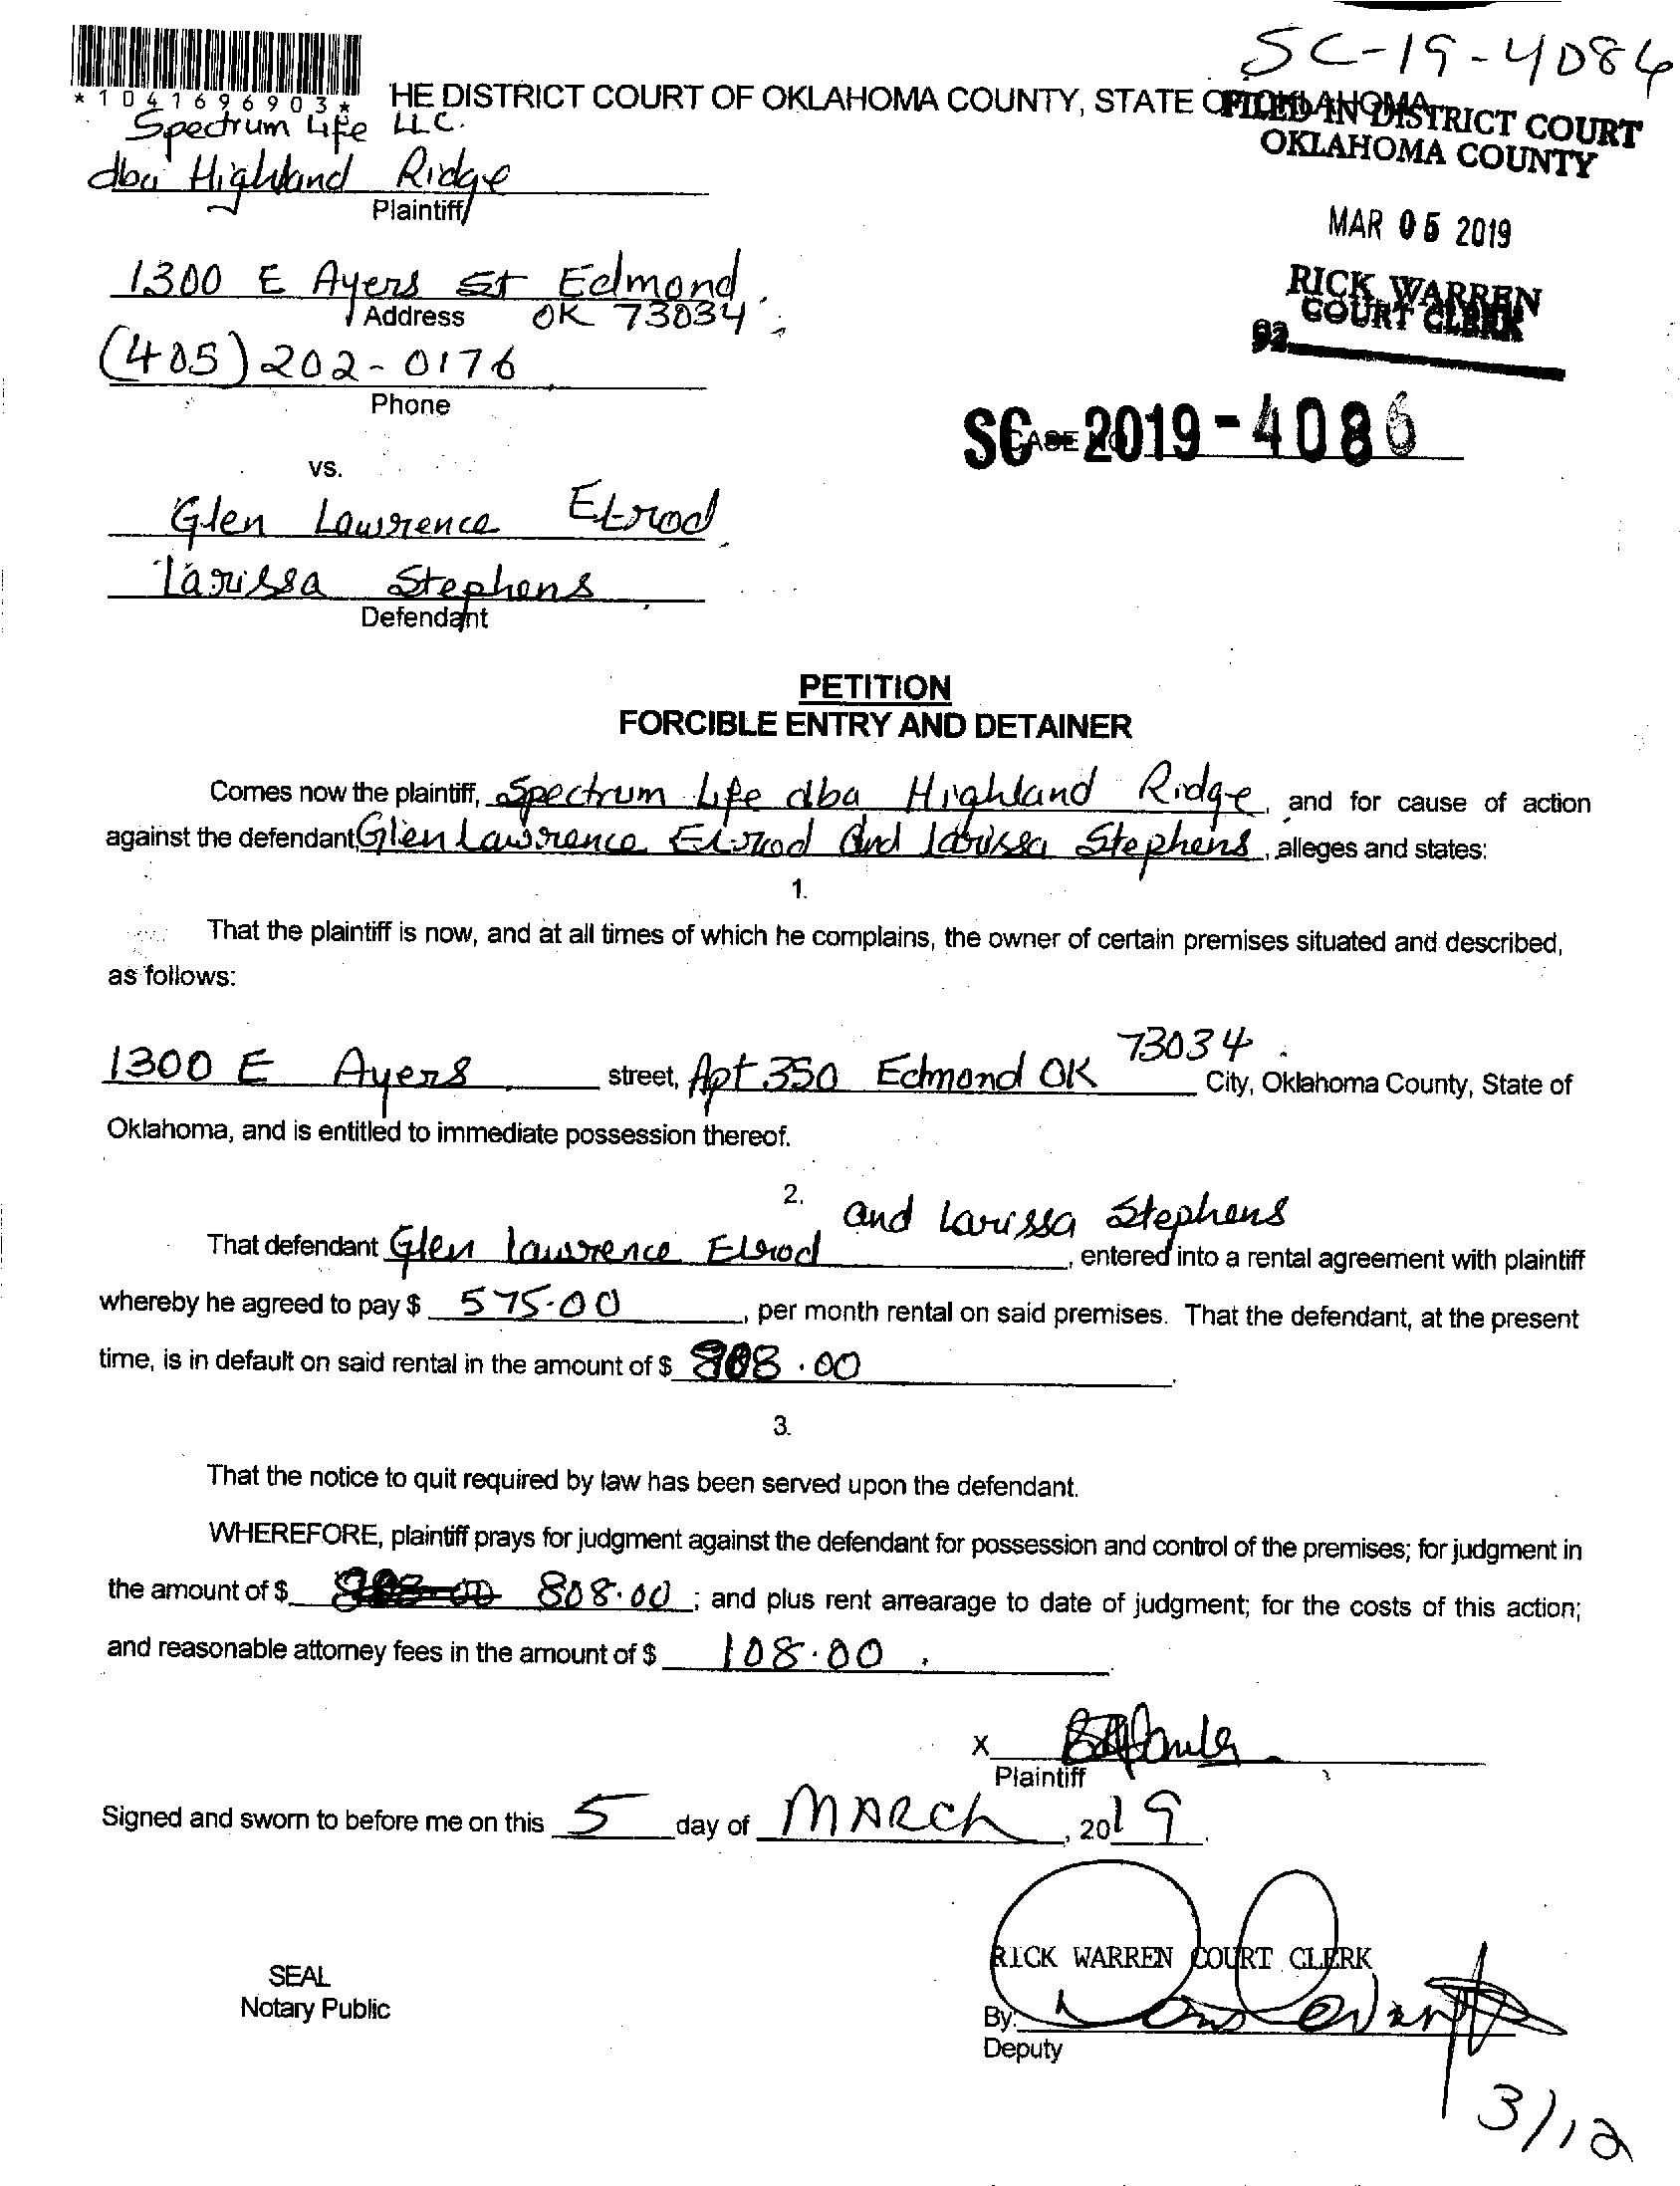 SC-19-4086
*1041696903*
HE DISTRICT COURT OF OKLAHOMA COUNTY, STATE OF OKLAHOMA
FILED IN DISTRICT COURT
OKLAHOMA COUNTY
Spectrum Life LLC.
dba Highland Ridge
Plaintiff
MAR 05 2019
1300 E Ayers St Edmond
Address OK 73034
RICK WARREN
COURT CLERK
(405) 202-0176
Phone
CASE NO
SC-2019-4086
vs.
Glen Lawrence Elrod
Larissa Stephens
Defendant
PETITION
FORCIBLE ENTRY AND DETAINER
Comes now the plaintiff, Spectrum Life dba Highland Ridge, and for cause of action
against the defendant, Glen Lawrence Elrod and Larissa Stephens, alleges and states:
1.
That the plaintiff is now, and at all times of which he complains, the owner of certain premises situated and described,
as follows:
1300 E Ayers street, Apt 350 Edmond OK 73034 City, Oklahoma County, State of
Oklahoma, and is entitled to immediate possession thereof.
2.
That defendant Glen Lawrence Elrod and Larissa Stephens, entered into a rental agreement with plaintiff
whereby he agreed to pay $ 575.00, per month rental on said premises. That the defendant, at the present
time, is in default on said rental in the amount of $ 808.00
3.
That the notice to quit required by law has been served upon the defendant.
WHEREFORE, plaintiff prays for judgment against the defendant for possession and control of the premises; for judgment in
the amount of $ 808.00; and plus rent arrearage to date of judgment; for the costs of this action;
and reasonable attorney fees in the amount of $ 108.00.
X
Plaintiff
Signed and sworn to before me on this 5 day of MARCh, 2019.
RICK WARREN COURT CLERK
SEAL
Notary Public
By:
Deputy
3/12